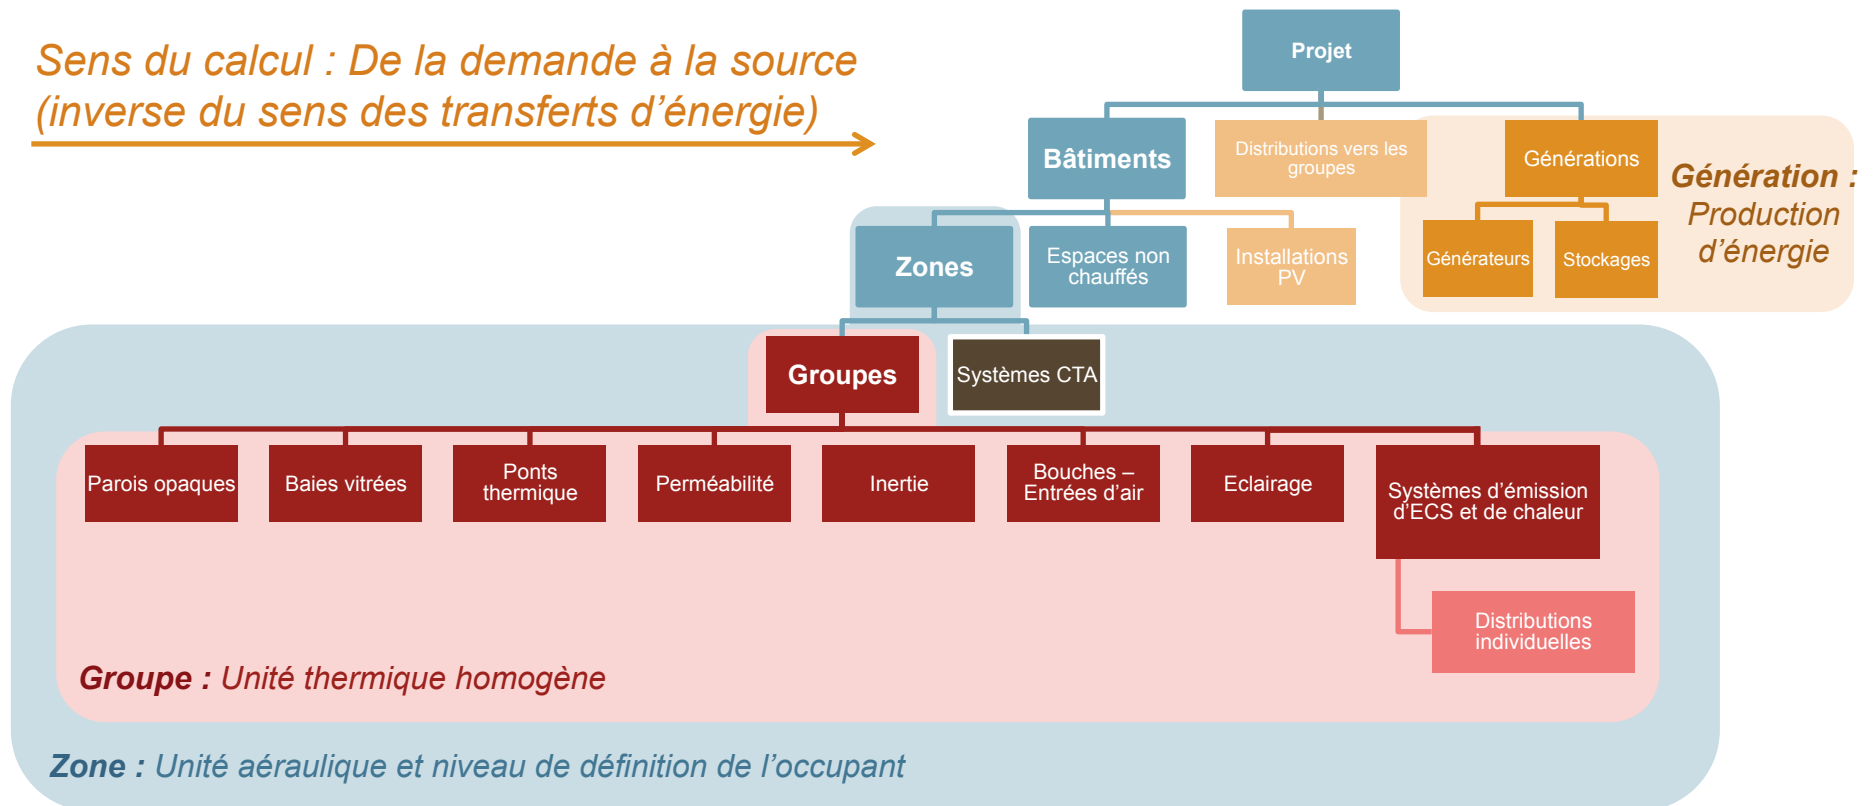 Sens du calcul : De la demande à la source
(inverse du sens des transferts d’énergie)
Projet
Bâtiments
Distributions vers les
groupes
Générations
Génération :
Production
d’énergie
Générateurs
Stockages
Zones
Espaces non
chauffés
Installations
PV
Groupes
Systèmes CTA
Parois opaques
Baies vitrées
Ponts
thermique
Perméabilité
Inertie
Bouches –
Entrées d’air
Eclairage
Systèmes d’émission
d’ECS et de chaleur
Distributions
individuelles
Groupe : Unité thermique homogène
Zone : Unité aéraulique et niveau de définition de l’occupant